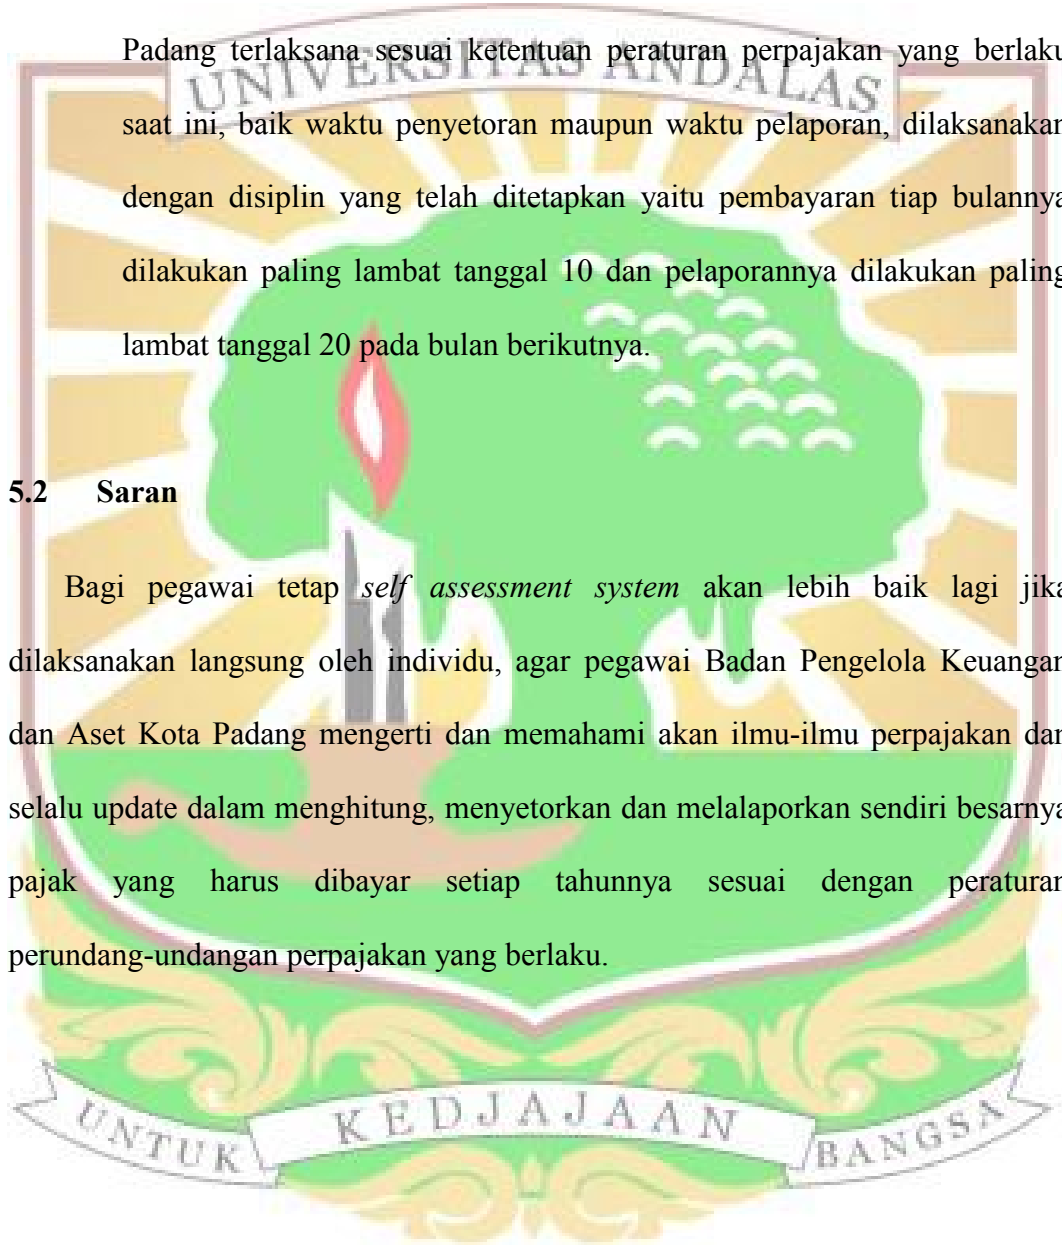 Padang terlaksana sesuai ketentuan peraturan perpajakan yang berlaku
UNIVERSITAS ANDALAS
saat ini, baik waktu penyetoran maupun waktu pelaporan, dilaksanakan
dengan disiplin yang telah ditetapkan yaitu pembayaran tiap bulannya
dilakukan paling lambat tanggal 10 dan pelaporannya dilakukan paling
lambat tanggal 20 pada bulan berikutnya.
5.2 Saran
Bagi pegawai tetap self assessment system akan lebih baik lagi jika
dilaksanakan langsung oleh individu, agar pegawai Badan Pengelola Keuangan
dan Aset Kota Padang mengerti dan memahami akan ilmu-ilmu perpajakan dan
selalu update dalam menghitung, menyetorkan dan melalaporkan sendiri besarnya
pajak yang harus dibayar setiap tahunnya sesuai dengan peraturan
perundang-undangan perpajakan yang berlaku.
UNTUK KEDJAJAAN BANGSA